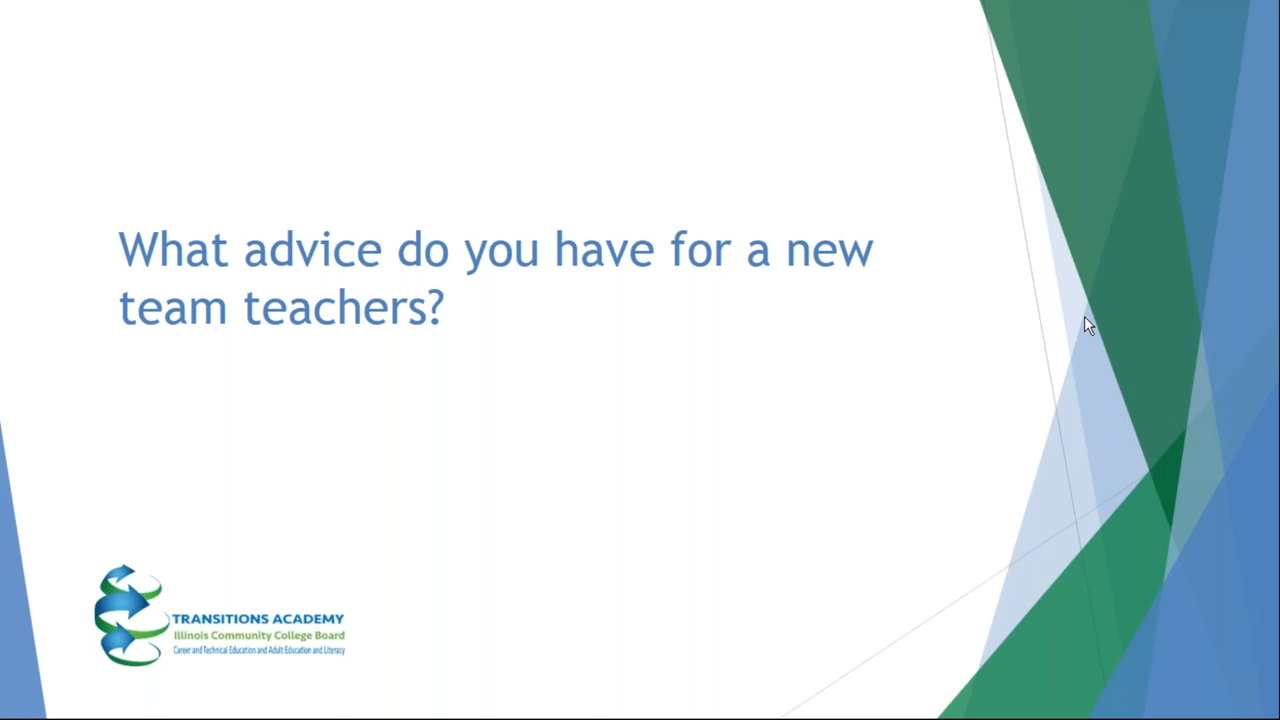 What advice do you have for a new
team teachers?
TRANSITIONS ACADEMY
Illinois Community College Board
Career and Technical Education and Adult Education and Literacy